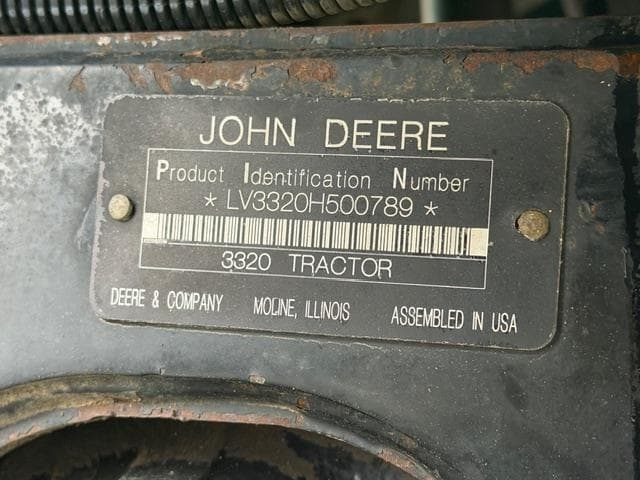 JOHN DEERE
Product Identification Number
* LV3320H500789 *
3320 TRACTOR
DEERE & COMPANY MOLINE, ILLINOIS ASSEMBLED IN USA